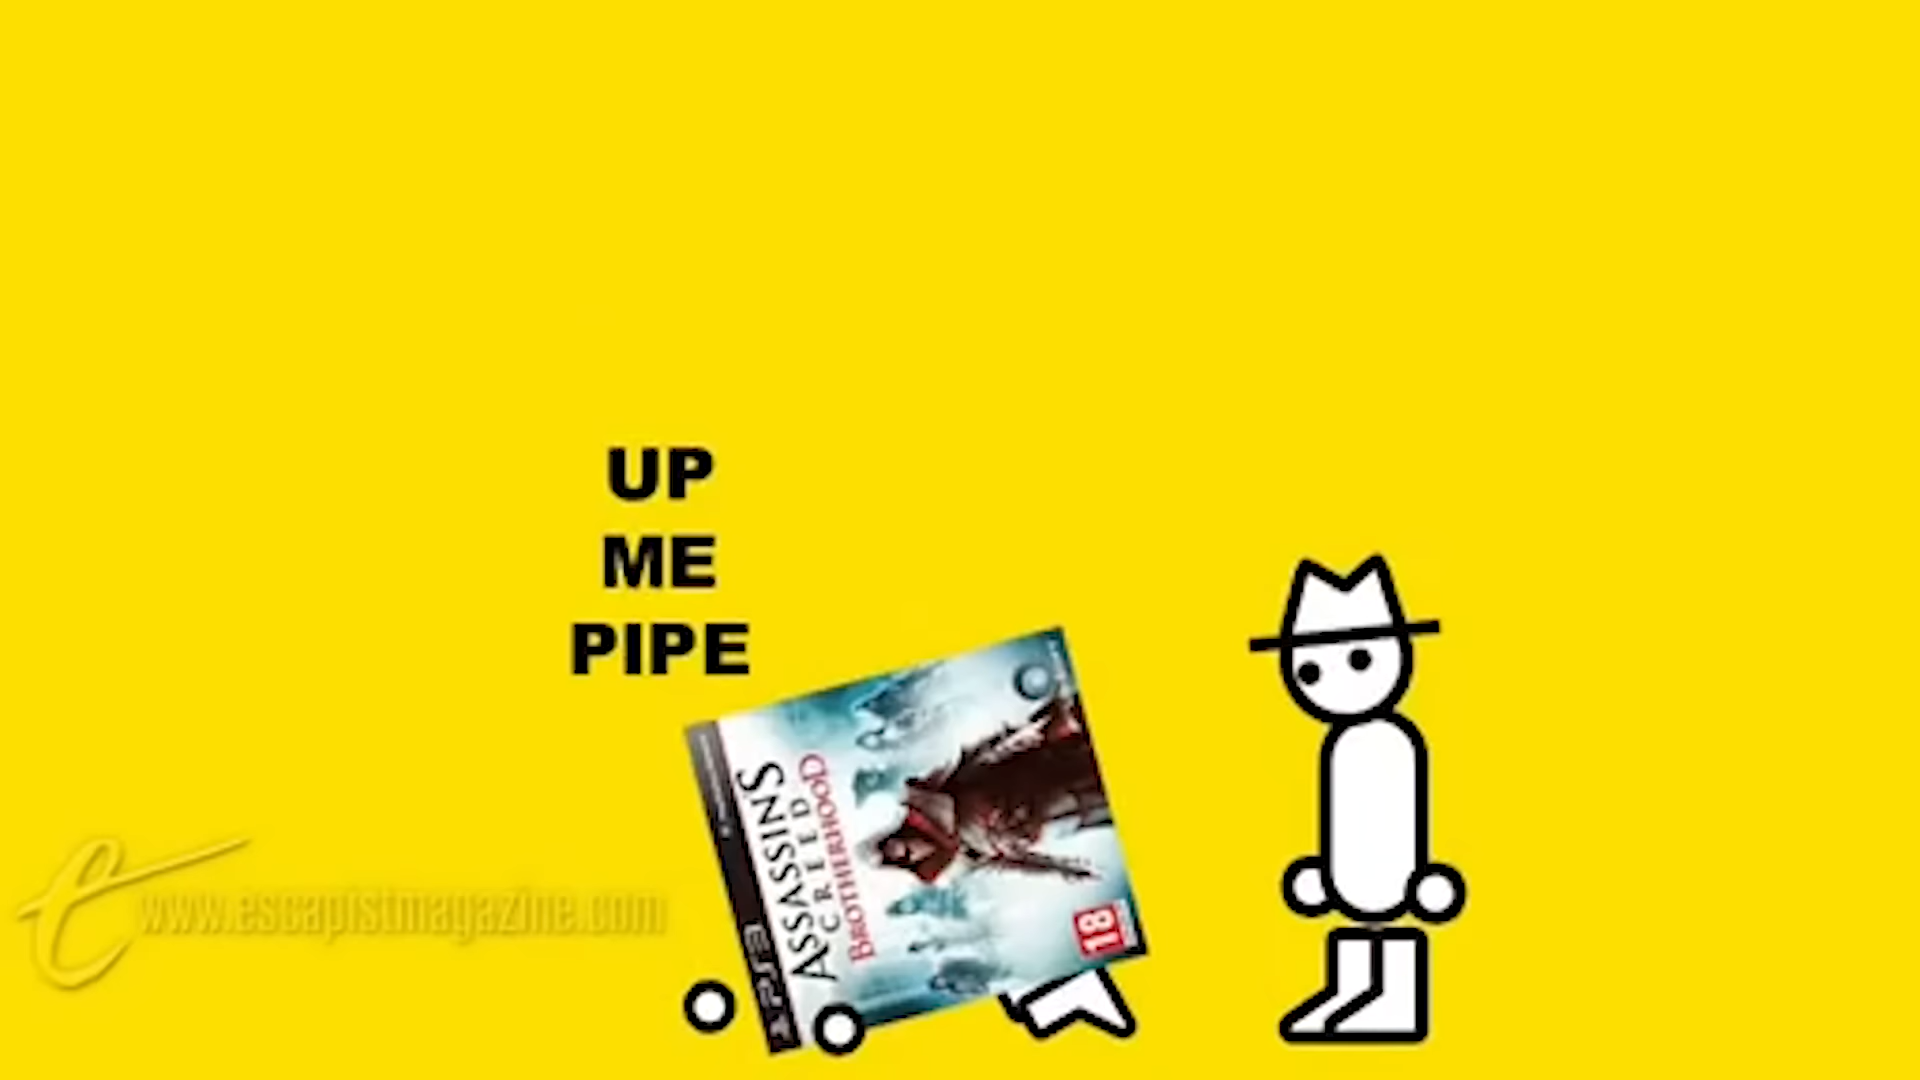 UP
ME
PIPE
ASSASSINS
CREED
BROTHERHOOD
PS3
18
www.escapistmagazine.com